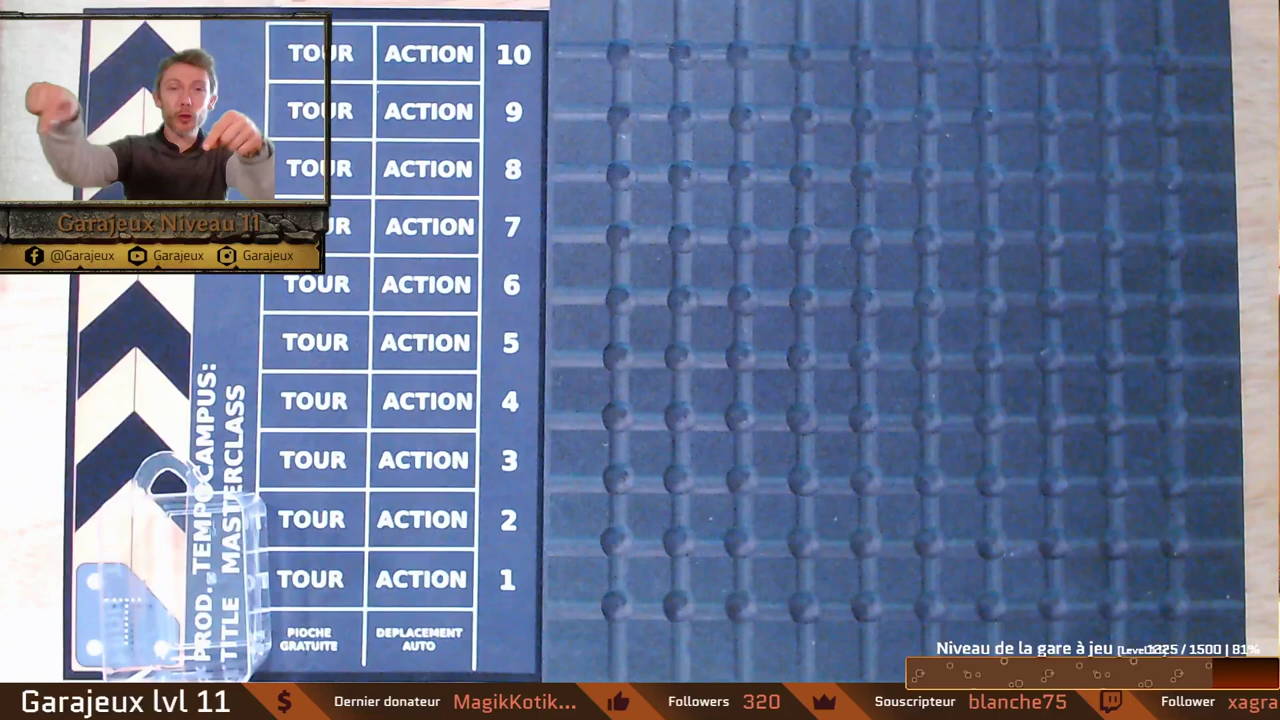 TOUR ACTION 10
TOUR ACTION 9
TOUR ACTION 8
ACTION 7
TOUR ACTION 6
TOUR ACTION 5
TOUR ACTION 4
TOUR ACTION 3
TOUR ACTION 2
TOUR ACTION 1
PIOCHE GRATUITE
DEPLACEMENT AUTO
PROD. TEMPOCAMPUS:
TITLE MASTERCLASS
Garajeux Niveau 11
@Garajeux Garajeux Garajeux
Niveau de la gare à jeu / 1500 | 81%
Garajeux lvl 11 $ Dernier donateur MagikKotik... Followers 320 Souscripteur blanche75 Follower xagra